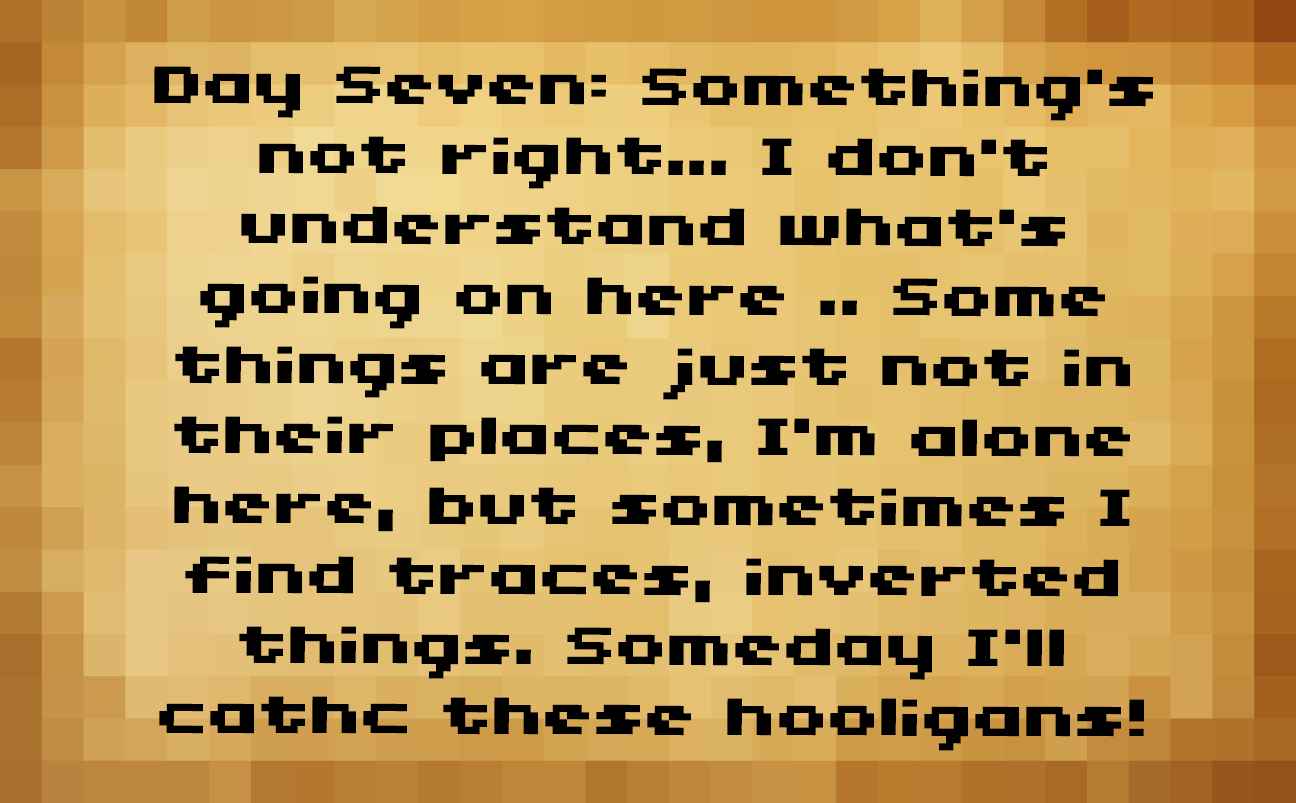 Day Seven: Something's
not right... I don't
understand what's
going on here .. Some
things are just not in
their places, I'm alone
here, but sometimes I
find traces, inverted
things. Someday I'll
cathc these hooligans!